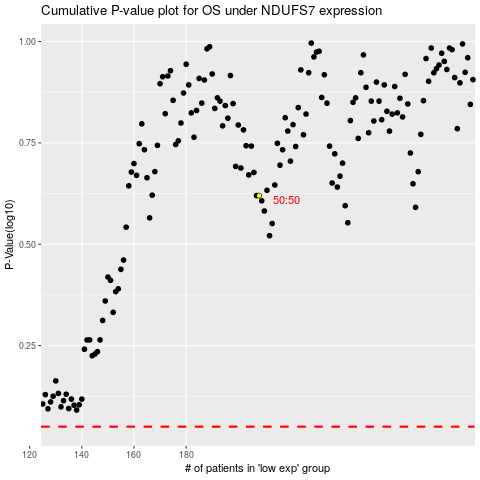 Cumulative P-value plot for OS under NDUFS7 expression
P-Value(log10)
1.00
0.75
0.50
0.25
50:50
120 140 160 180
# of patients in 'low exp' group